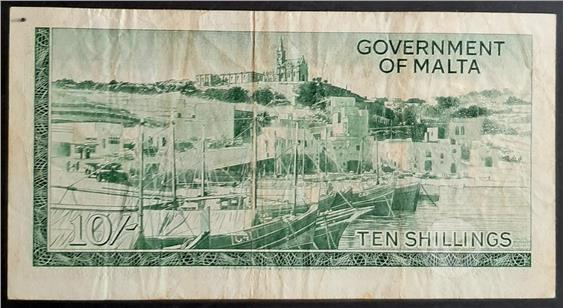 GOVERNMENT
OF MALTA
10/-
TEN SHILLINGS